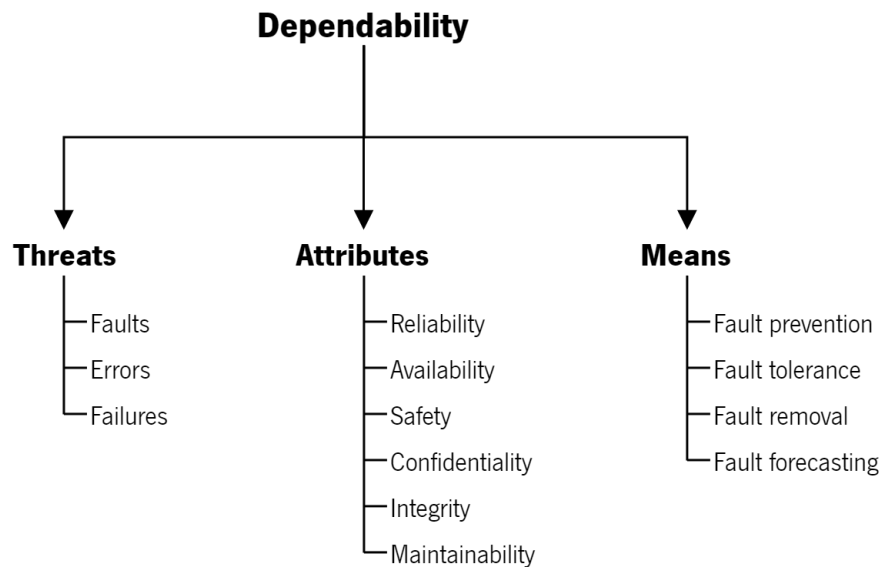 Dependability
Threats
Faults
Errors
Failures
Attributes
Reliability
Availability
Safety
Confidentiality
Integrity
Maintainability
Means
Fault prevention
Fault tolerance
Fault removal
Fault forecasting